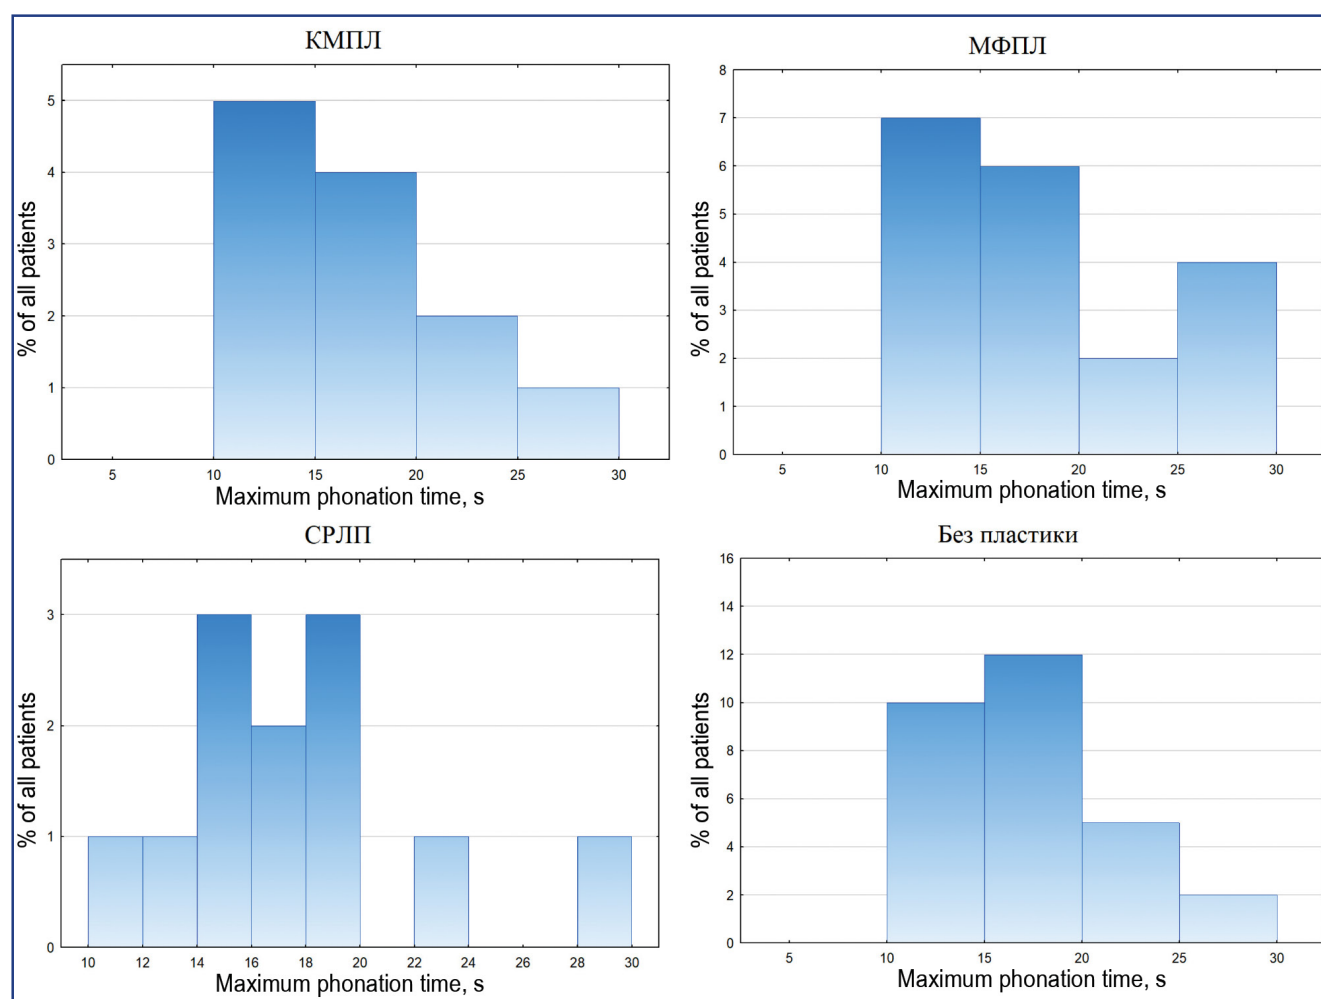 КМПЛ
5
4
3
2
1
0
% of all patients
5 10 15 20 25 30
Maximum phonation time, s
МФПЛ
8
7
6
5
4
3
2
1
0
% of all patients
5 10 15 20 25 30
Maximum phonation time, s
СРЛП
3
2
1
0
% of all patients
10 12 14 16 18 20 22 24 26 28 30
Maximum phonation time, s
Без пластики
16
14
12
10
8
6
4
2
0
% of all patients
5 10 15 20 25 30
Maximum phonation time, s